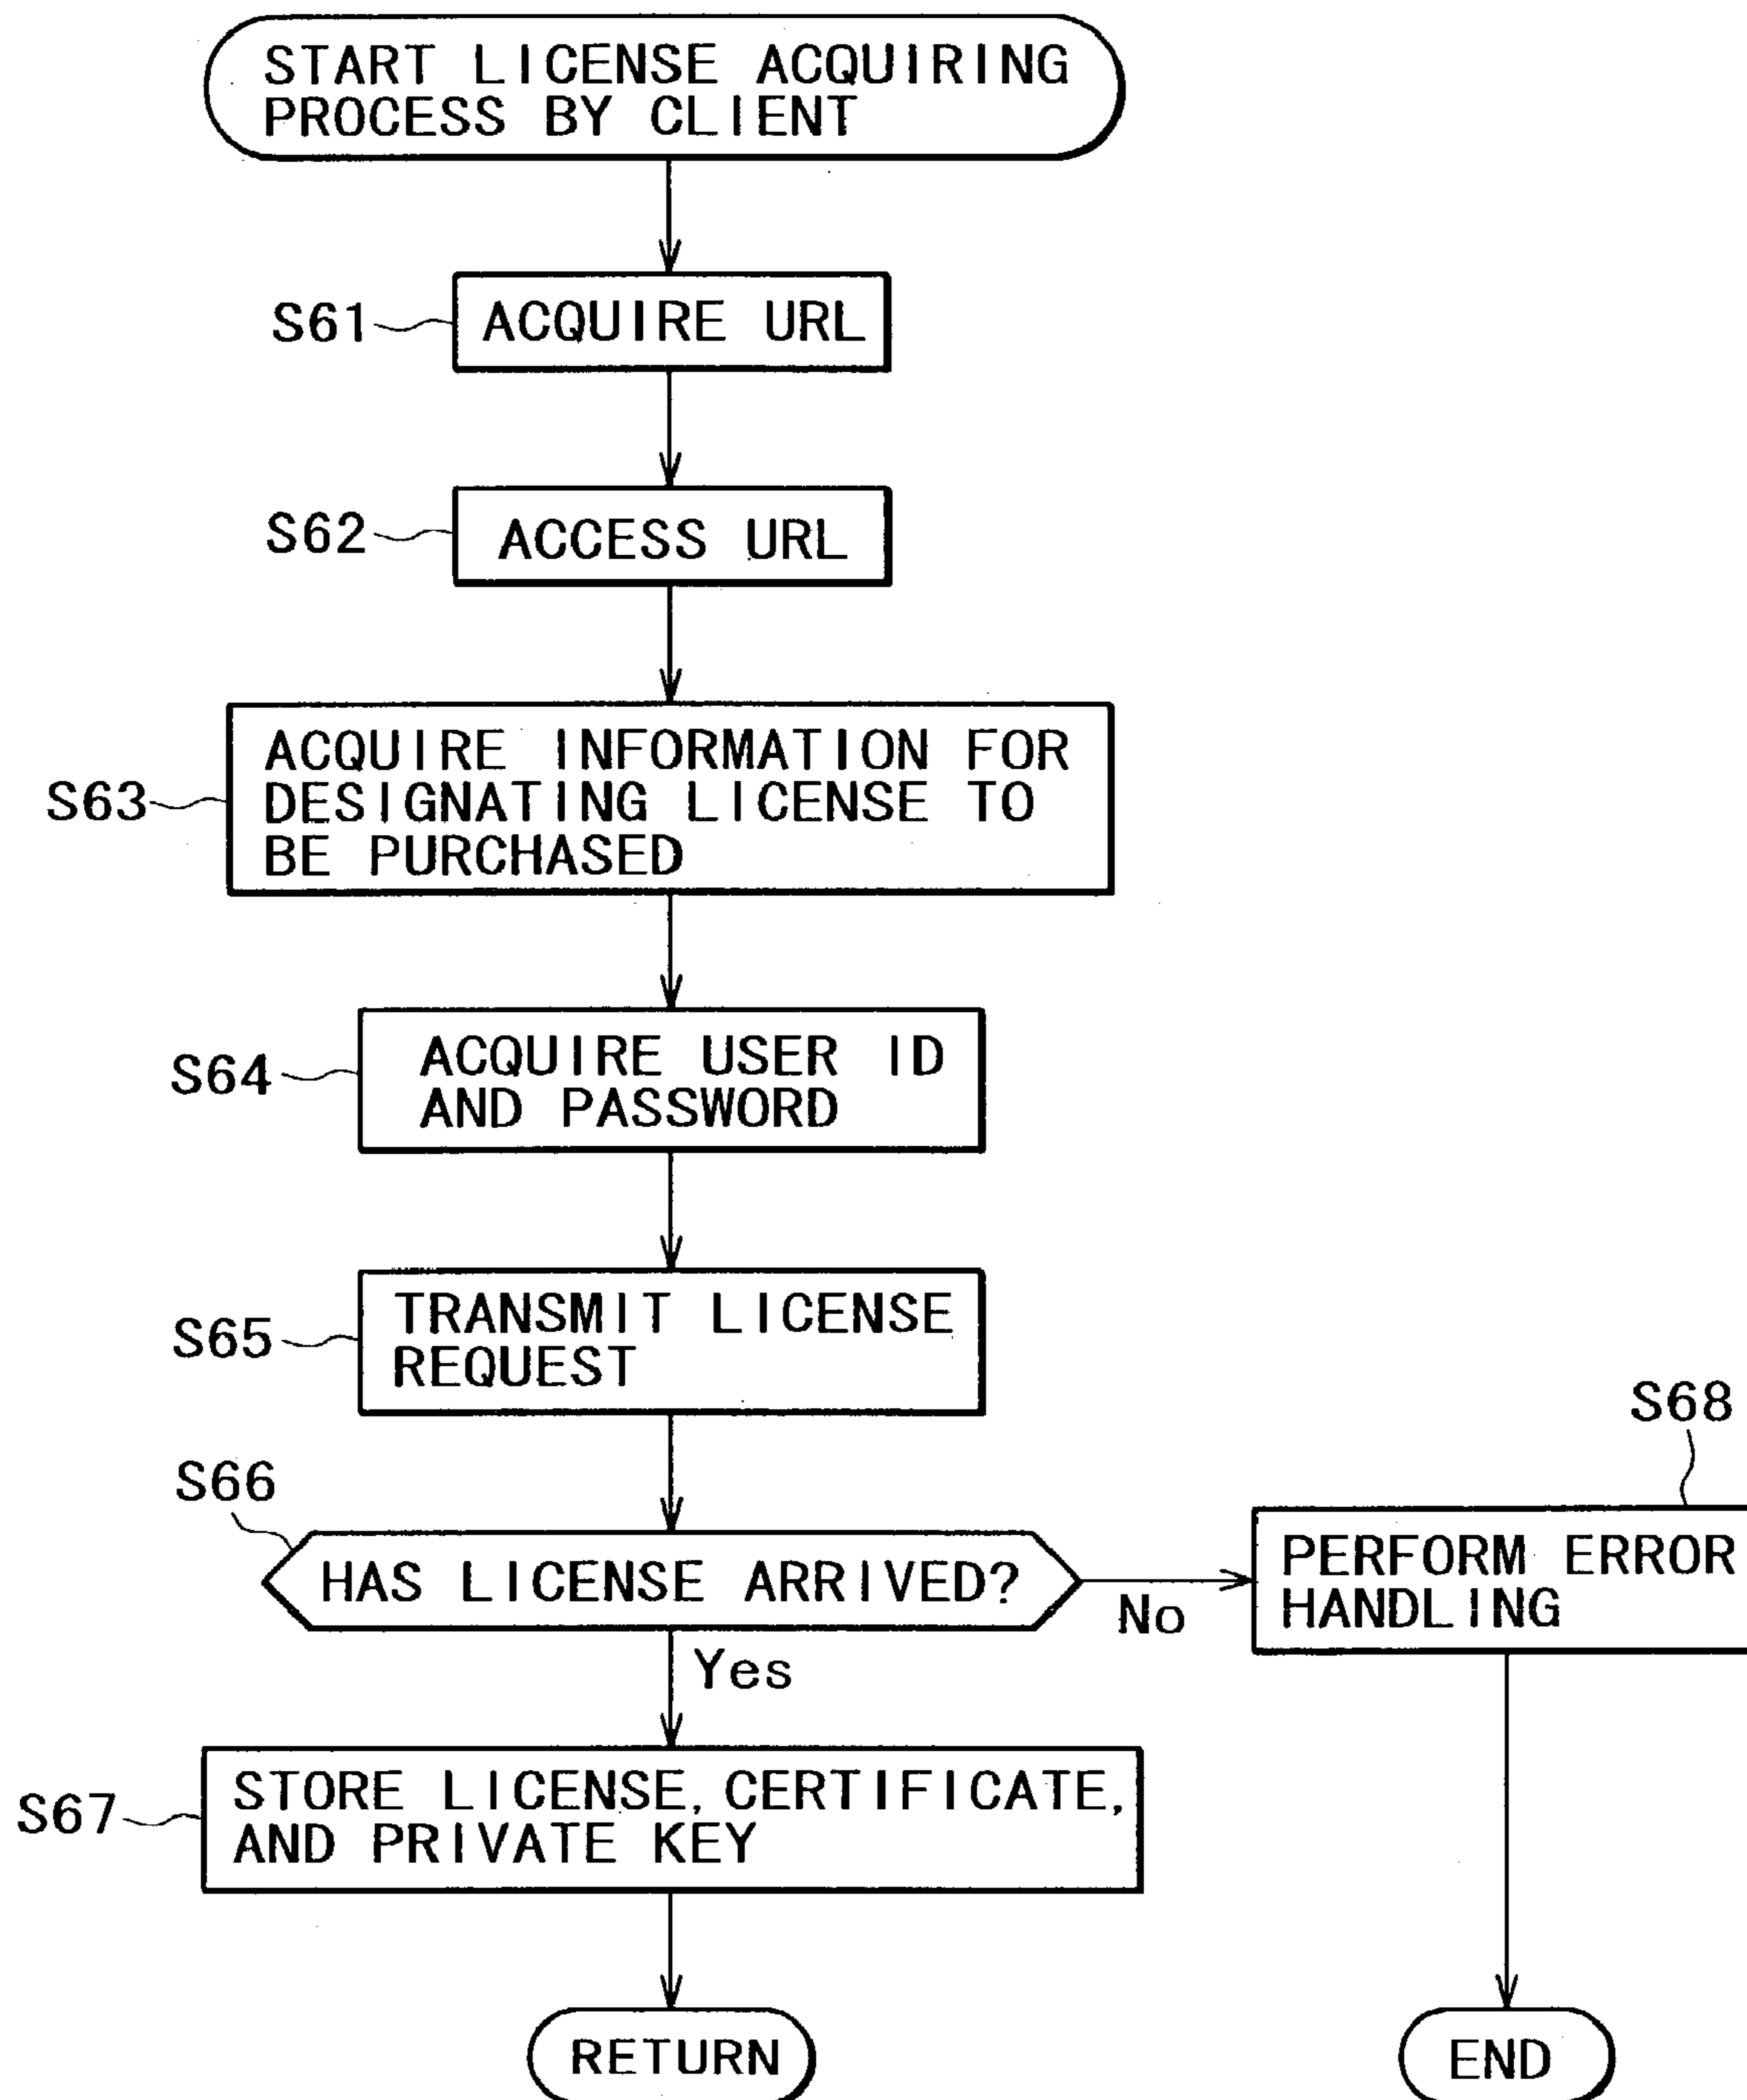 START LICENSE ACQUIRING
PROCESS BY CLIENT
S61
ACQUIRE URL
S62
ACCESS URL
S63
ACQUIRE INFORMATION FOR
DESIGNATING LICENSE TO
BE PURCHASED
S64
ACQUIRE USER ID
AND PASSWORD
S65
TRANSMIT LICENSE
REQUEST
S66
HAS LICENSE ARRIVED?
No
S68
PERFORM ERROR
HANDLING
Yes
S67
STORE LICENSE, CERTIFICATE,
AND PRIVATE KEY
RETURN
END